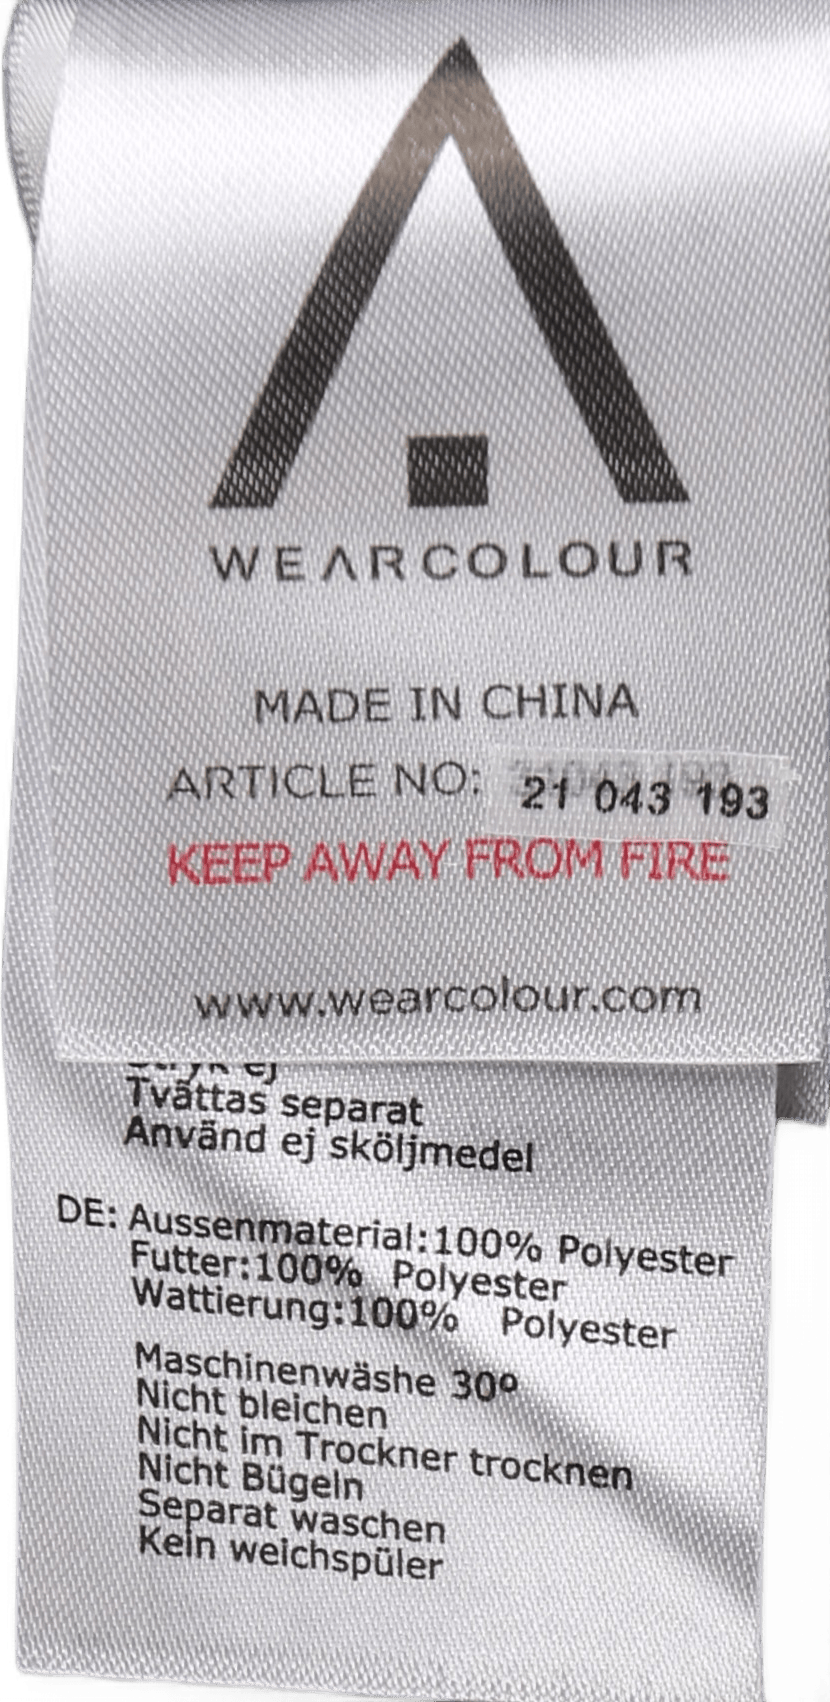 WEARCOLOUR
MADE IN CHINA
ARTICLE NO: 21 043 193
KEEP AWAY FROM FIRE
www.wearcolour.com
Tvättas separat
Använd ej sköljmedel
DE: Aussenmaterial:100% Polyester
Futter:100% Polyester
Wattierung:100% Polyester
Maschinenwäshe 30º
Nicht bleichen
Nicht im Trockner trocknen
Nicht Bügeln
Separat waschen
Kein weichspüler